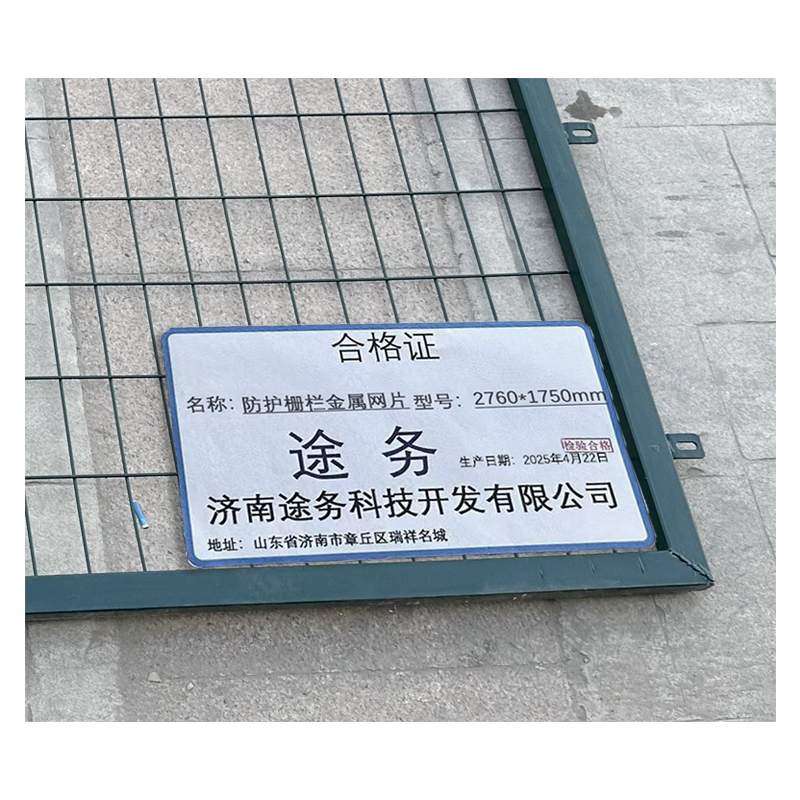 合格证
名称：防护栅栏金属网片 型号：2760*1750mm
检验合格
途务 生产日期：2025年4月22日
济南途务科技开发有限公司
地址：山东省济南市章丘区瑞祥名城